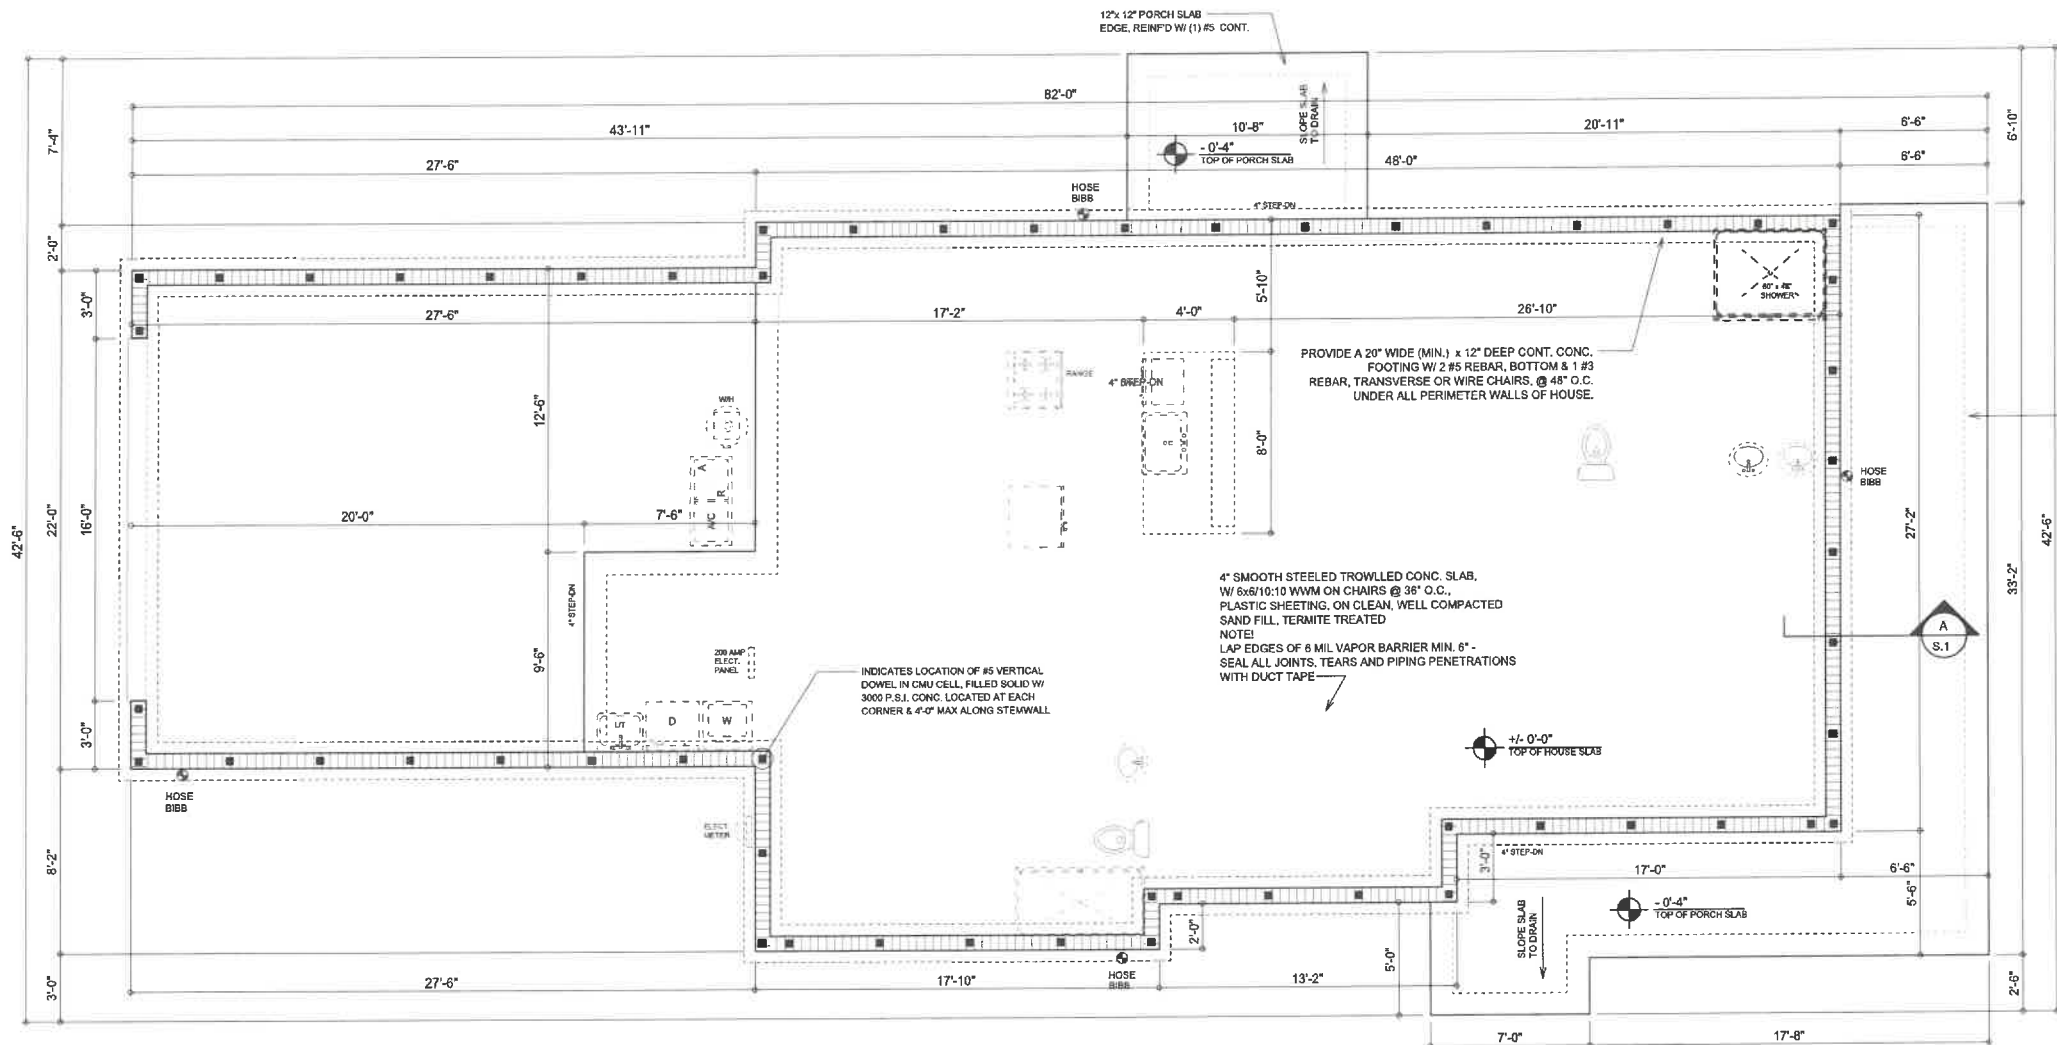 12"x 12" PORCH SLAB
EDGE, REINF'D W/ (1) #5 CONT.
82'-0"
43'-11"
10'-8"
20'-11"
6'-6"
27'-6"
48'-0"
6'-6"
7'-4"
6'-10"
SLOPE SLAB
TO DRAIN
- 0'-4"
TOP OF PORCH SLAB
HOSE
BIBB
4" STEP-DN
2'-0"
3'-0"
27'-6"
17'-2"
4'-0"
5'-10"
26'-10"
60" x 48"
SHOWER
PROVIDE A 20" WIDE (MIN.) x 12" DEEP CONT. CONC.
FOOTING W/ 2 #5 REBAR, BOTTOM & 1 #3
REBAR, TRANSVERSE OR WIRE CHAIRS, @ 48" O.C.
UNDER ALL PERIMETER WALLS OF HOUSE.
RANGE
W/H
12'-6"
8'-0"
A/C
A
R
HOSE
BIBB
42'-6"
22'-0"
16'-0"
20'-0"
7'-6"
27'-2"
33'-2"
42'-6"
4" STEP-DN
9'-6"
4" SMOOTH STEELED TROWLLED CONC. SLAB,
W/ 6x6/10:10 WWM ON CHAIRS @ 36" O.C.,
PLASTIC SHEETING, ON CLEAN, WELL COMPACTED
SAND FILL, TERMITE TREATED
NOTE!
LAP EDGES OF 6 MIL VAPOR BARRIER MIN. 6" -
SEAL ALL JOINTS, TEARS AND PIPING PENETRATIONS
WITH DUCT TAPE
A
S.1
200 AMP
ELECT.
PANEL
INDICATES LOCATION OF #5 VERTICAL
DOWEL IN CMU CELL, FILLED SOLID W/
3000 P.S.I. CONC. LOCATED AT EACH
CORNER & 4'-0" MAX ALONG STEMWALL
UT
D
W
3'-0"
+/- 0'-0"
TOP OF HOUSE SLAB
HOSE
BIBB
ELECT.
METER
8'-2"
4" STEP-DN
3'-0"
17'-0"
6'-6"
5'-6"
- 0'-4"
TOP OF PORCH SLAB
SLOPE SLAB
TO DRAIN
2'-0"
5'-0"
HOSE
BIBB
3'-0"
27'-6"
17'-10"
13'-2"
2'-6"
7'-0"
17'-8"